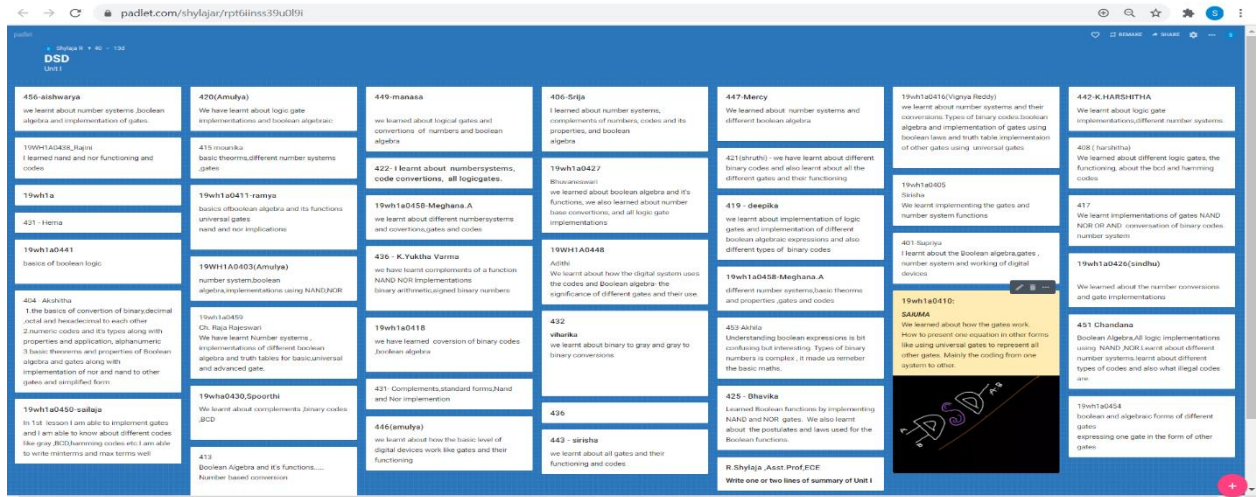 padlet.com/shylajar/rpt6iinss39u0l9i
padlet
REMAKE
SHARE
S
Shylaja R + 40 - 13d
DSD
Unit I
456-aishwarya
we learnt about number systems ,boolean
algebra and implementation of gates.
19WH1A0438_Rajini
I learned nand and nor functioning and
codes
19wh1a
431 - Hema
19wh1a0441
basics of boolean logic
404 - Akshitha
1.the basics of convertion of binary,decimal
,octal and hexadecimal to each other
2.numeric codes and it's types along with
properties and application, alphanumeric
3.basic theorems and properties of Boolean
algebra and gates along with
implementation of nor and nand to other
gates and simplified form
19wh1a0450-sailaja
In 1st lesson I am able to implement gates
and I am able to know about different codes
like gray ,BCD,hamming codes etc.I am able
to write minterms and max terms well
420(Amulya)
We have learnt about logic gate
implementations and boolean algebraic
415 mounika
basic theorms,different number systems
,gates
19wh1a0411-ramya
basics ofboolean algebra and its functions
universal gates
nand and nor implications
19WH1A0403(Amulya)
number system,boolean
algebra,implementations using NAND,NOR
19wh1a0459
Ch. Raja Rajeswari
We have learnt Number systems ,
implementations of different boolean
algebra and truth tables for basic,universal
and advanced gate.
19wha0430,Spoorthi
We learnt about complements ,binary codes
,BCD
413
Boolean Algebra and it's functions.....
Number based conversion
449-manasa
we learnt about logical gates and
convertions of numbers and boolean
algebra
422- I learnt about numbersystems,
code convertions, all logicgates.
19wh1a0458-Meghana.A
we learnt about different numbersystems
and covertions,gates and codes
436 - K.Yuktha Varma
we have learnt complements of a function
NAND NOR Implementations
binary arithmetic,signed binary numbers
19wh1a0418
we have learned coversion of binary codes
,boolean algebra
431- Complements,standard forms,Nand
and Nor implemention
446(amulya)
we learnt about how the basic level of
digital devices work like gates and their
functioning
406-Srija
I learned about number systems,
complements of numbers, codes and its
properties, and boolean
algebra
19wh1a0427
Bhuvaneswari
we learned about boolean algebra and it's
functions, we also learned about number
base convertions, and all logic gate
implementations
19WH1A0448
Adithi
We learnt about how the digital system uses
the codes and Boolean algebra- the
significance of different gates and their use.
432
viharika
we learnt about binary to gray and gray to
binary conversions
436
443 - sirisha
we learnt about all gates and their
functioning and codes
447-Mercy
We learned about number systems and
different boolean algebra
421(shruthi) - we have learnt about different
binary codes and also learnt about all the
different gates and their functioning
419 - deepika
we learnt about implementation of logic
gates and implementation of different
boolean algebraic expressions and also
different types of binary codes
19wh1a0458-Meghana.A
different number systems,basic theorms
and properties ,gates and codes
453 Akhila
Understanding boolean expressions is bit
confusing but interesting. Types of binary
numbers is complex , it made us remeber
the basic maths.
425 - Bhavika
Learned Boolean functions by implementing
NAND and NOR gates. We also learnt
about the postulates and laws used for the
Boolean functions.
R.Shylaja ,Asst.Prof,ECE
Write one or two lines of summary of Unit I
19wh1a0416(Vignya Reddy)
we learnt about number systems and their
conversions.Types of binary codes.boolean
algebra and implementation of gates using
boolean laws and truth table.implementaion
of other gates using universal gates
19wh1a0405
Sirisha
We learnt implementing the gates and
number system functions
401-Supriya
I learnt about the Boolean algebra,gates ,
number system and working of digital
devices
19wh1a0410:
SAIUMA
We learned about how the gates work.
How to present one equation in other forms
like using universal gates to represent all
other gates. Mainly the coding from one
system to other.
A
B
DSD
A.B
442-K.HARSHITHA
We learnt about logic gate
implementations,different number systems
408 ( harshitha)
We learned about different logic gates, the
functioning, about the bcd and hamming
codes
417
We learnt implementations of gates NAND
NOR OR AND conversation of binary codes
number system
19wh1a0426(sindhu)
We learned about the number conversions
and gate implementations
451 Chandana
Boolean Algebra,All logic implementations
using NAND ,NOR.Learnt about different
number systems.learnt about different
types of codes and also what illegal codes
are.
19wh1a0454
boolean and algebraic forms of different
gates
expressing one gate in the form of other
gates